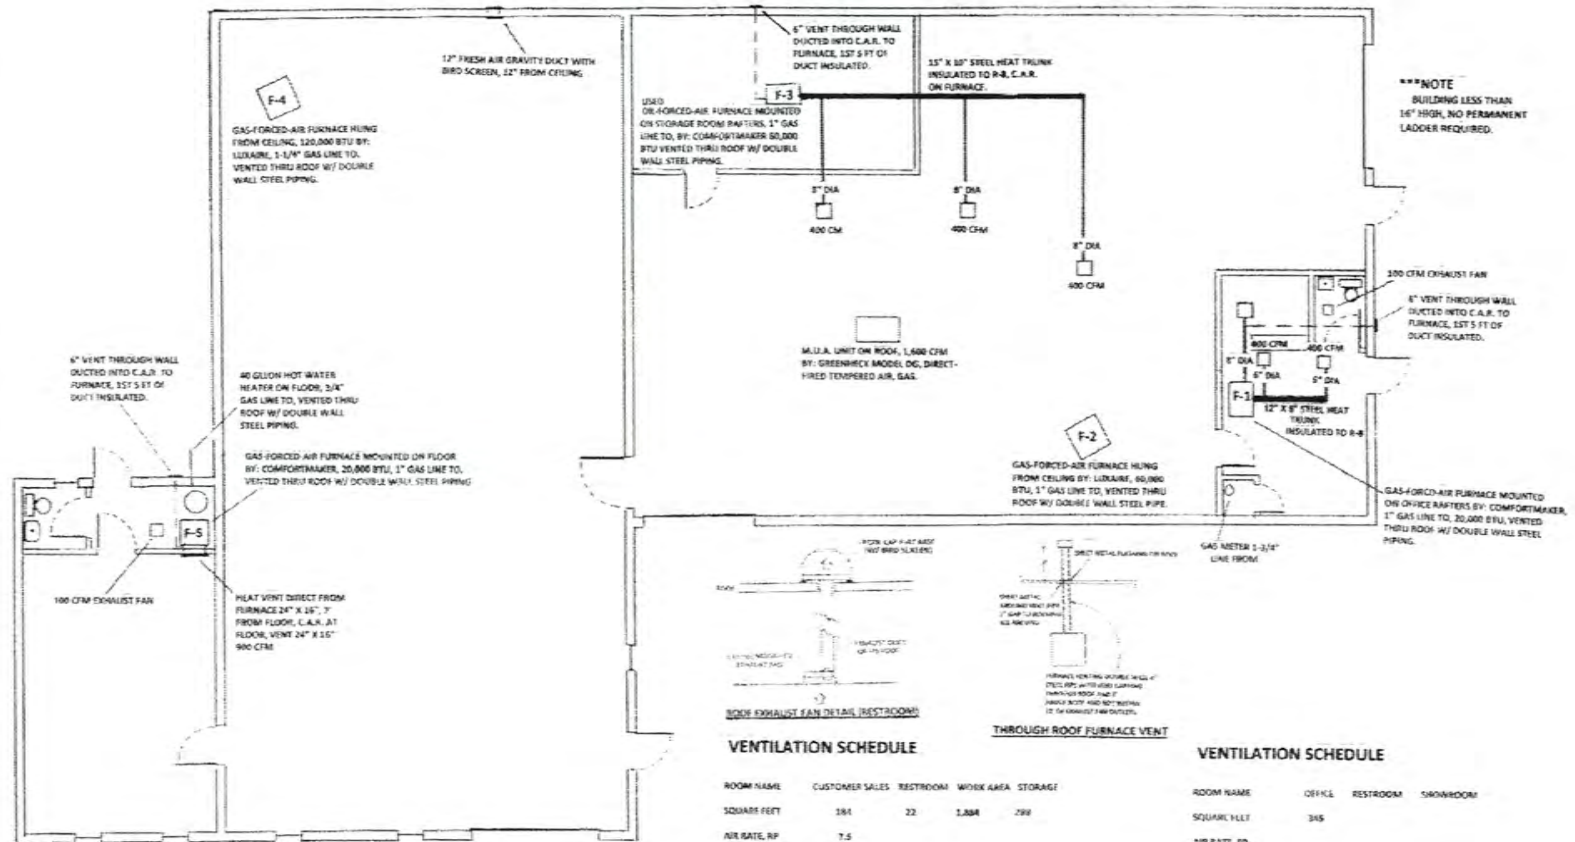 12" FRESH AIR GRAVITY DUCT WITH
BIRD SCREEN, 12" FROM CEILING
6" VENT THROUGH WALL
DUCTED INTO C.A.R. TO
FURNACE, 1ST 5 FT OF
DUCT INSULATED.
15" X 10" STEEL HEAT TRUNK
INSULATED TO R-8, C.A.R.
ON FURNACE.
***NOTE
BUILDING LESS THAN
16" HIGH, NO PERMANENT
LADDER REQUIRED.
F-4
GAS-FORCED-AIR FURNACE HUNG
FROM CEILING, 120,000 BTU BY:
LUXAIRE, 1-1/4" GAS LINE TO,
VENTED THRU ROOF W/ DOUBLE
WALL STEEL PIPING.
F-3
USED
OIL-FORCED-AIR FURNACE MOUNTED
ON STORAGE ROOM RAFTERS, 1" GAS
LINE TO, BY: COMFORTMAKER 60,000
BTU VENTED THRU ROOF W/ DOUBLE
WALL STEEL PIPING.
8" DIA
400 CM
8" DIA
400 CFM
8" DIA
400 CFM
100 CFM EXHAUST FAN
6" VENT THROUGH WALL
DUCTED INTO C.A.R. TO
FURNACE, 1ST 5 FT OF
DUCT INSULATED.
400 CFM
400 CFM
8" DIA
6" DIA
6" DIA
F-1
12" X 8" STEEL HEAT
TRUNK
INSULATED TO R-8
M.U.A. UNIT ON ROOF, 1,600 CFM
BY: GREENHECK MODEL DG, DIRECT-
FIRED TEMPERED AIR, GAS.
6" VENT THROUGH WALL
DUCTED INTO C.A.R. TO
FURNACE, 1ST 5 FT OF
DUCT INSULATED.
40 GLLON HOT WATER
HEATER ON FLOOR, 3/4"
GAS LINE TO, VENTED THRU
ROOF W/ DOUBLE WALL
STEEL PIPING.
GAS-FORCED-AIR FURNACE MOUNTED ON FLOOR
BY: COMFORTMAKER, 20,000 BTU, 1" GAS LINE TO.
VENTED THRU ROOF W/ DOUBLE WALL STEEL PIPING
F-2
GAS-FORCED-AIR FURNACE HUNG
FROM CEILING BY: LUXAIRE, 60,000
BTU, 1" GAS LINE TO, VENTED THRU
ROOF W/ DOUBLE WALL STEEL PIPE.
GAS-FORCD-AIR FURNACE MOUNTED
ON OFFICE RAFTERS BY: COMFORTMAKER,
1" GAS LINE TO, 20,000 BTU, VENTED
THRU ROOF W/ DOUBLE WALL STEEL
PIPING.
GAS METER 1-3/4"
LINE FROM
F-5
100 CFM EXHAUST FAN
HEAT VENT DIRECT FROM
FURNACE 24" X 16", 7'
FROM FLOOR, C.A.R. AT
FLOOR, VENT 24" X 16"
900 CFM
ROOF
EXHAUST DUCT
ROOF EXHAUST FAN DETAIL (RESTROOM)
THROUGH ROOF FURNACE VENT
VENTILATION SCHEDULE
ROOM NAME CUSTOMER SALES RESTROOM WORK AREA STORAGE
SQUARE FEET 184 22 1,884 288
AIR RATE, RP 7.5
VENTILATION SCHEDULE
ROOM NAME OFFICE RESTROOM SHOWROOM
SQUARE FEET 345
AIR RATE, RP